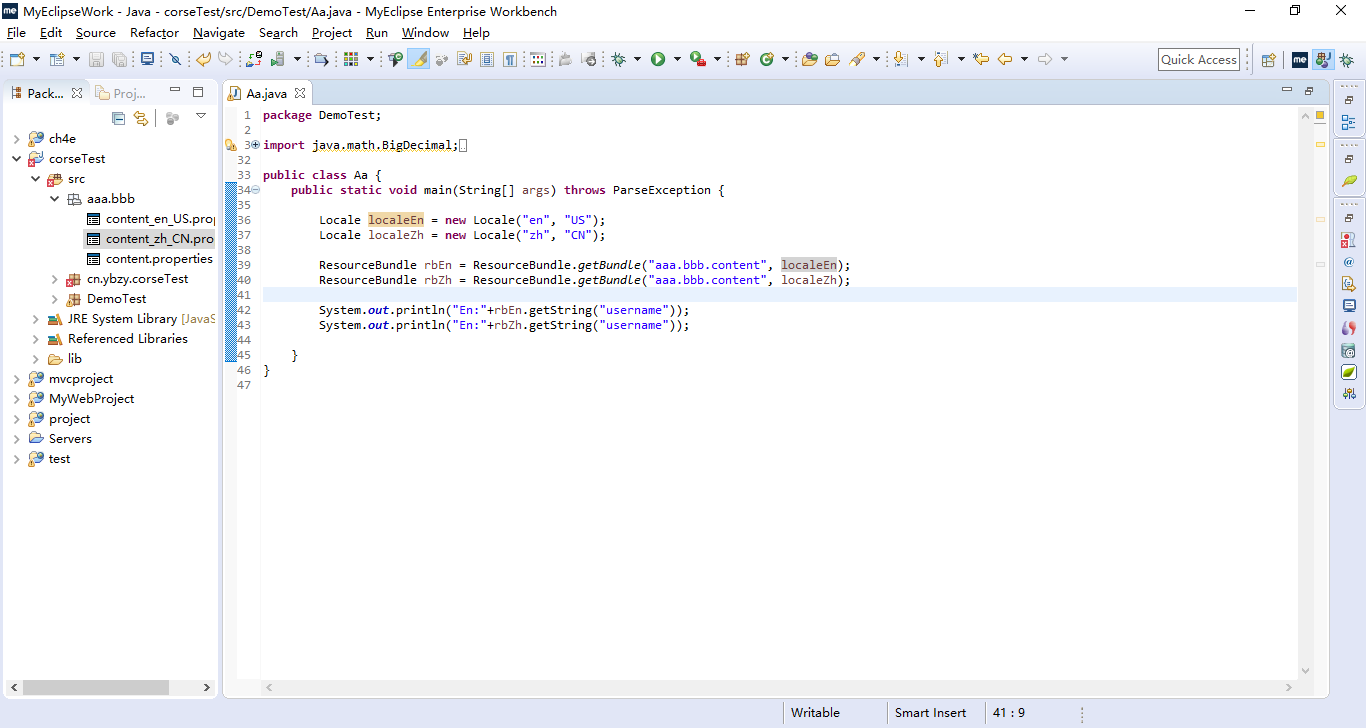 MyEclipseWork - Java - corseTest/src/DemoTest/Aa.java - MyEclipse Enterprise Workbench
File Edit Source Refactor Navigate Search Project Run Window Help
Quick Access
Pack... Proj...
Aa.java
ch4e
corseTest
src
aaa.bbb
content_en_US.prop
content_zh_CN.pro
content.properties
cn.ybzy.corseTest
DemoTest
JRE System Library [JavaS
Referenced Libraries
lib
mvcproject
MyWebProject
project
Servers
test
1 package DemoTest;
2
3 import java.math.BigDecimal;
32
33 public class Aa {
34 public static void main(String[] args) throws ParseException {
35
36 Locale localeEn = new Locale("en", "US");
37 Locale localeZh = new Locale("zh", "CN");
38
39 ResourceBundle rbEn = ResourceBundle.getBundle("aaa.bbb.content", localeEn);
40 ResourceBundle rbZh = ResourceBundle.getBundle("aaa.bbb.content", localeZh);
41
42 System.out.println("En:"+rbEn.getString("username"));
43 System.out.println("En:"+rbZh.getString("username"));
44
45 }
46 }
47
Writable Smart Insert 41 : 9